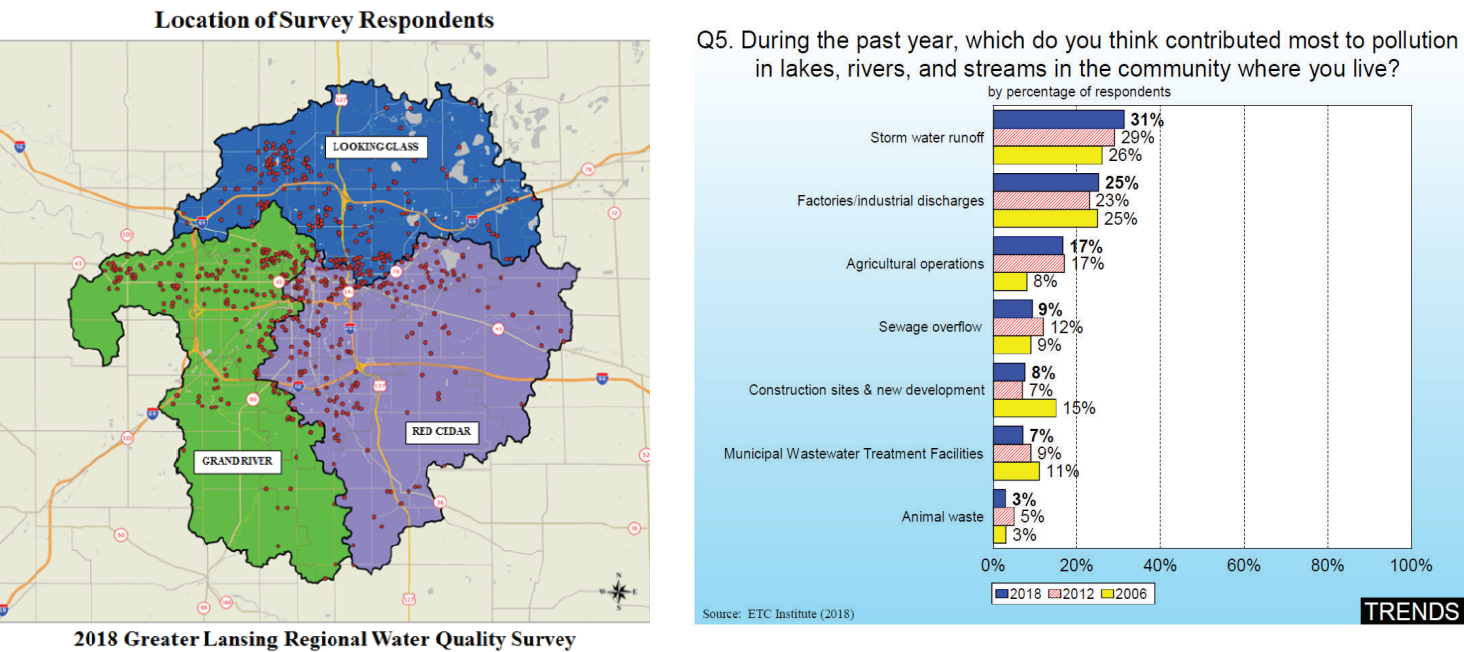 Location of Survey Respondents
127
LOOKING GLASS
69
GRAND RIVER
RED CEDAR
N
W E
S
2018 Greater Lansing Regional Water Quality Survey
Q5. During the past year, which do you think contributed most to pollution
in lakes, rivers, and streams in the community where you live?
by percentage of respondents
Storm water runoff
31%
29%
26%
Factories/industrial discharges
25%
23%
25%
Agricultural operations
17%
17%
8%
Sewage overflow
9%
12%
9%
Construction sites & new development
8%
7%
15%
Municipal Wastewater Treatment Facilities
7%
9%
11%
Animal waste
3%
5%
3%
0% 20% 40% 60% 80% 100%
2018 2012 2006
Source: ETC Institute (2018)
TRENDS